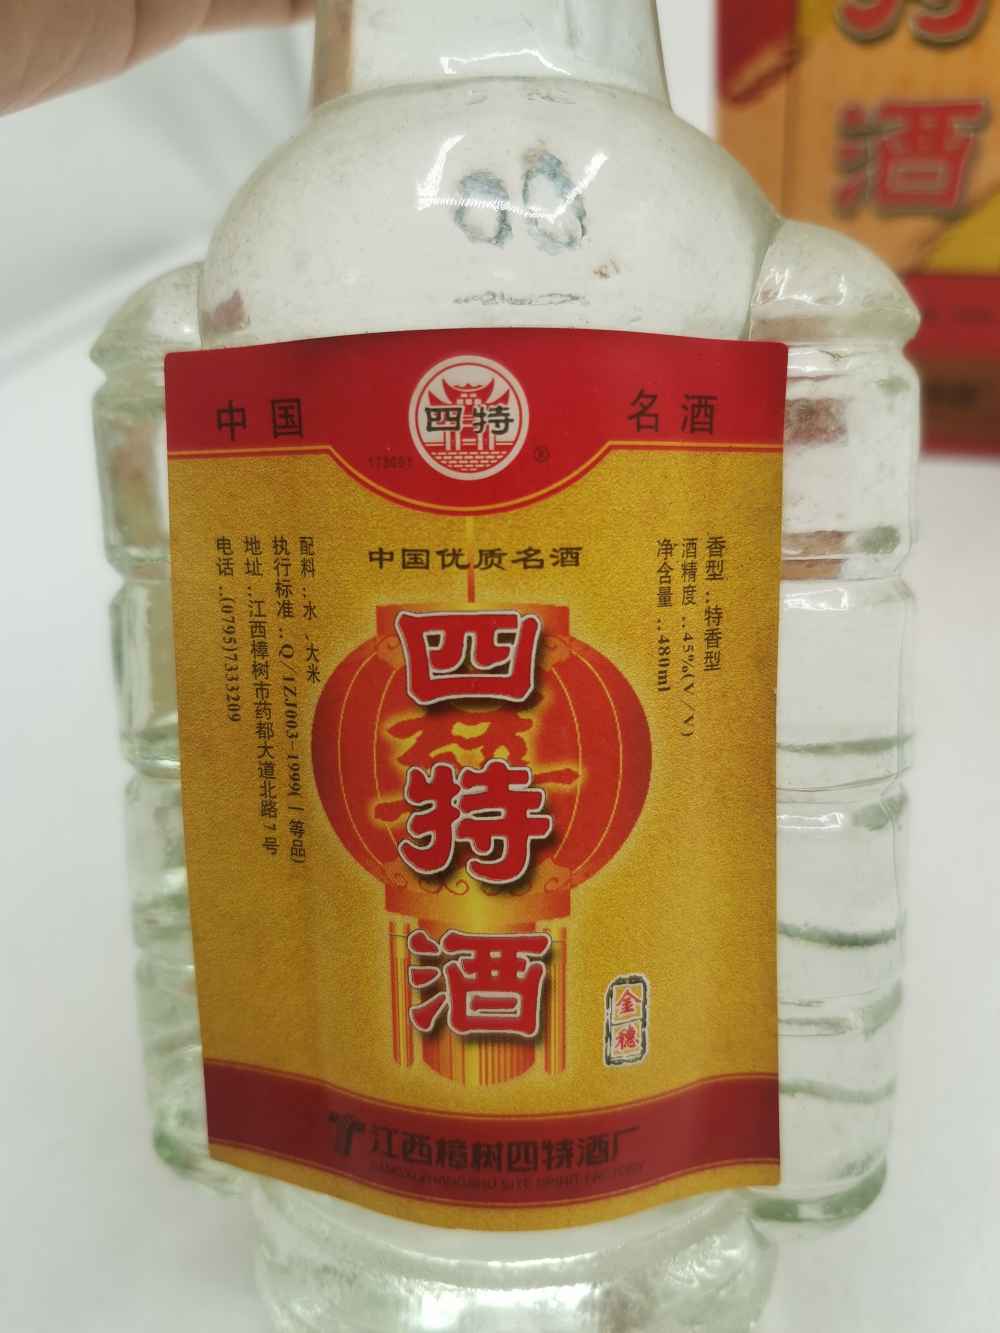 中国
四特
名酒
173091
®
中国优质名酒
四特酒
香型：特香型
酒精度：45%(V/V)
净含量：480ml
配料：水、大米
执行标准：Q/JZJ003-1999(一等品)
地址：江西樟树市药都大道北路7号
电话：(0795)7333209
金穗
江西樟树四特酒厂
酒